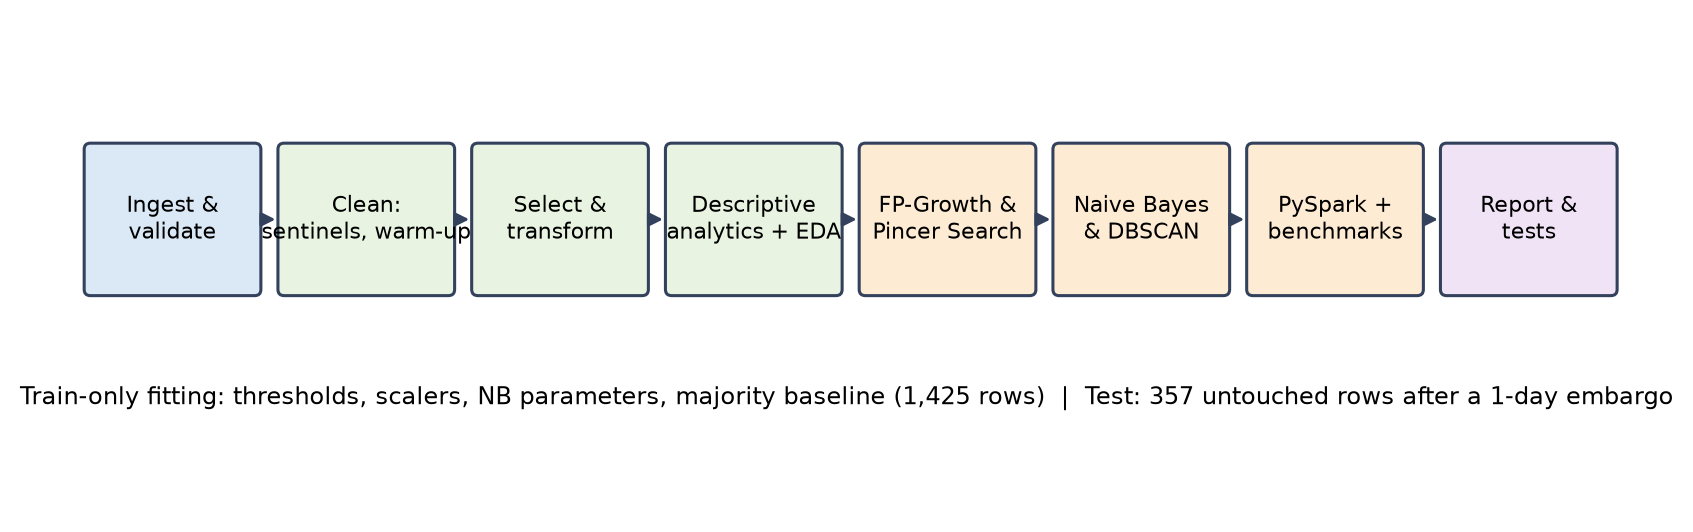 Ingest &
validate
Clean:
sentinels, warm-up
Select &
transform
Descriptive
analytics + EDA
FP-Growth &
Pincer Search
Naive Bayes
& DBSCAN
PySpark +
benchmarks
Report &
tests
Train-only fitting: thresholds, scalers, NB parameters, majority baseline (1,425 rows)  |  Test: 357 untouched rows after a 1-day embargo